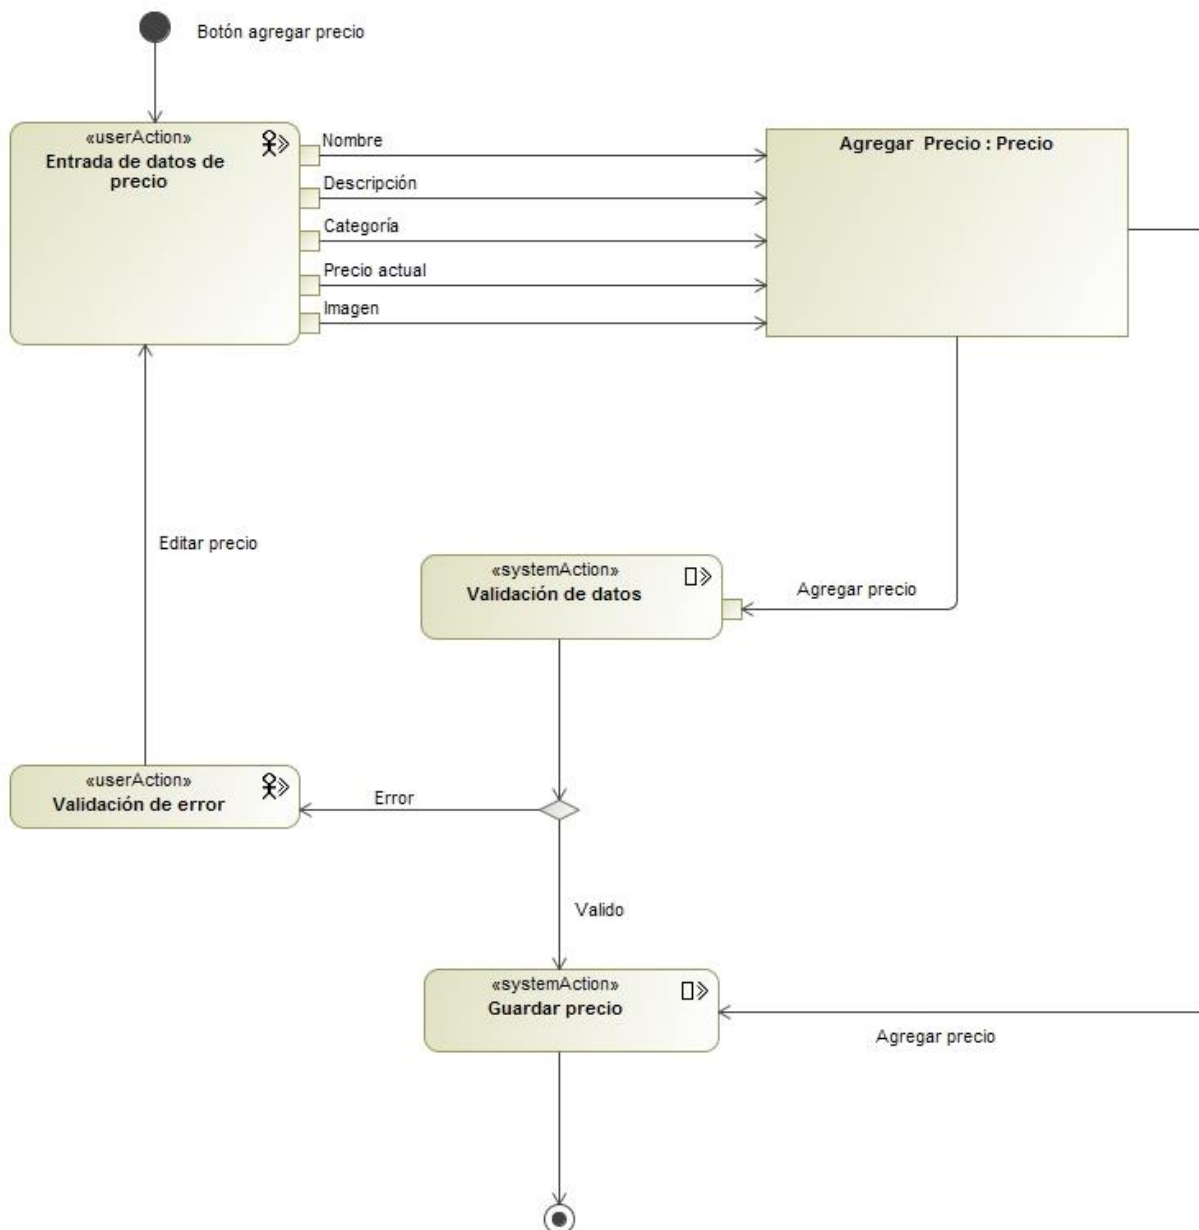 Botón agregar precio
«userAction»
Entrada de datos de
precio
Nombre
Descripción
Categoría
Precio actual
Imagen
Agregar  Precio : Precio
Editar precio
«systemAction»
Validación de datos
Agregar precio
«userAction»
Validación de error
Error
Valido
«systemAction»
Guardar precio
Agregar precio